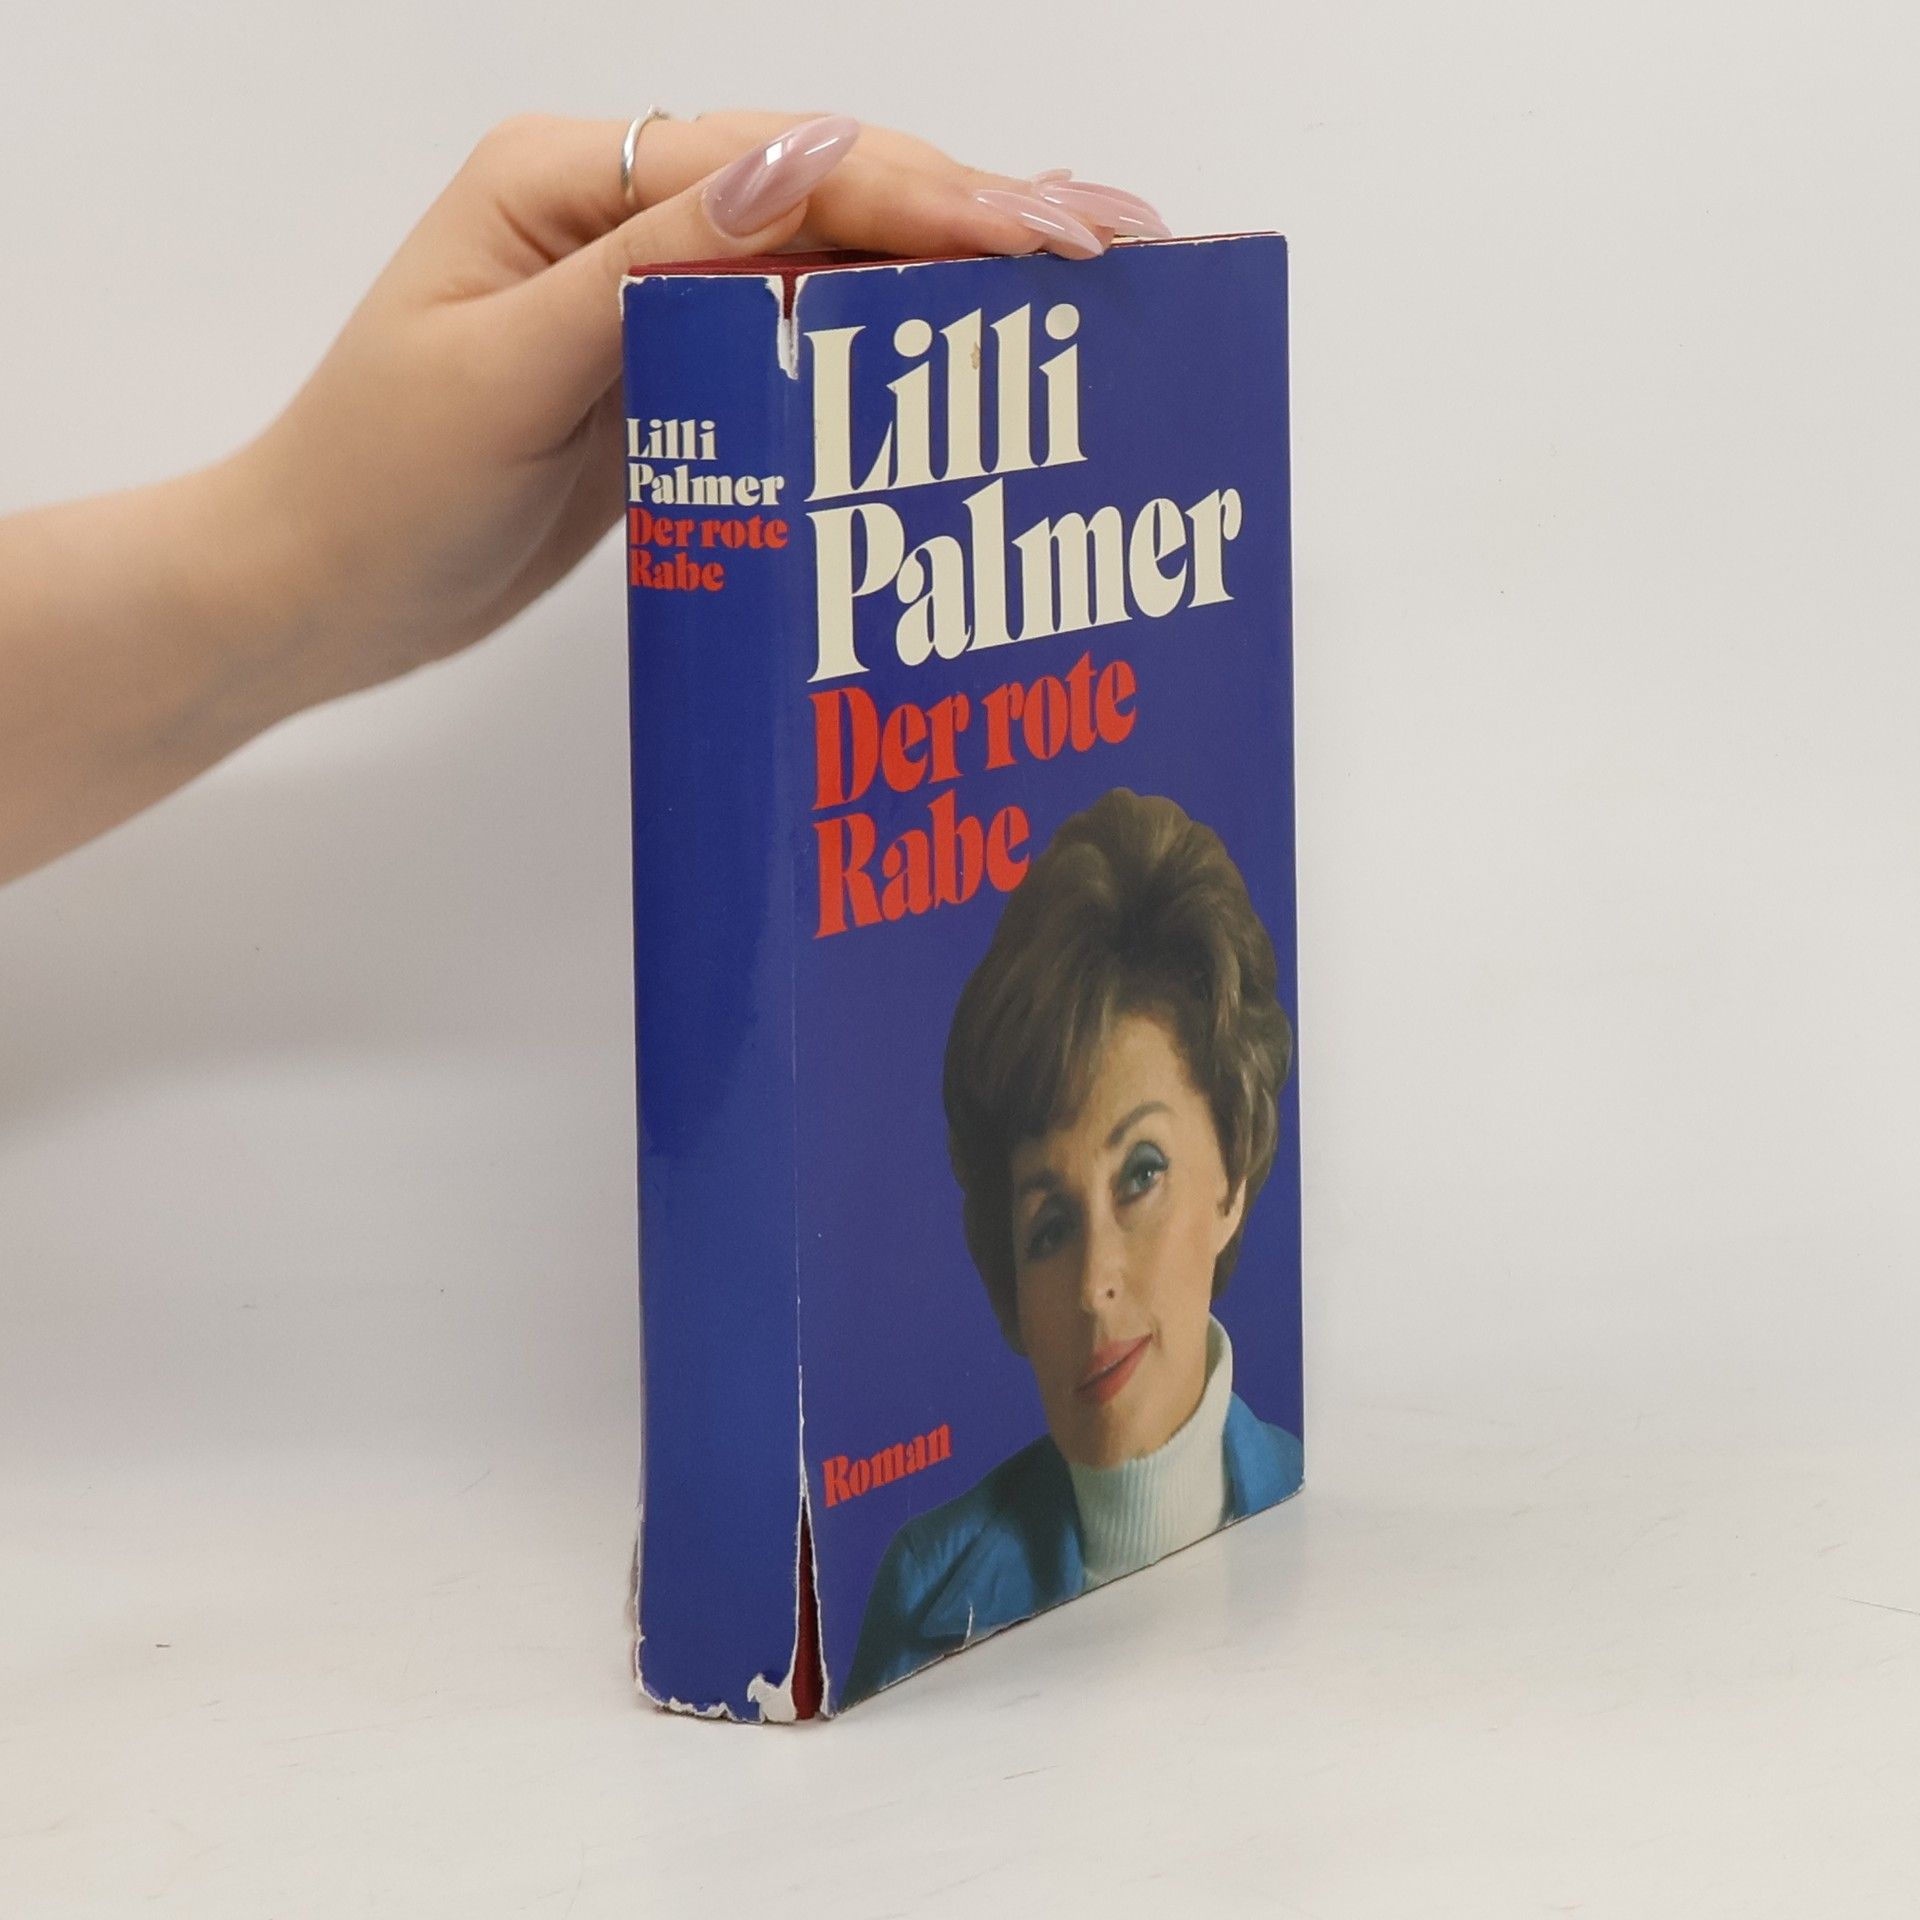 Lilli
Palmer
Der rote
Rabe
Lilli
Palmer
Der rote
Rabe
Roman